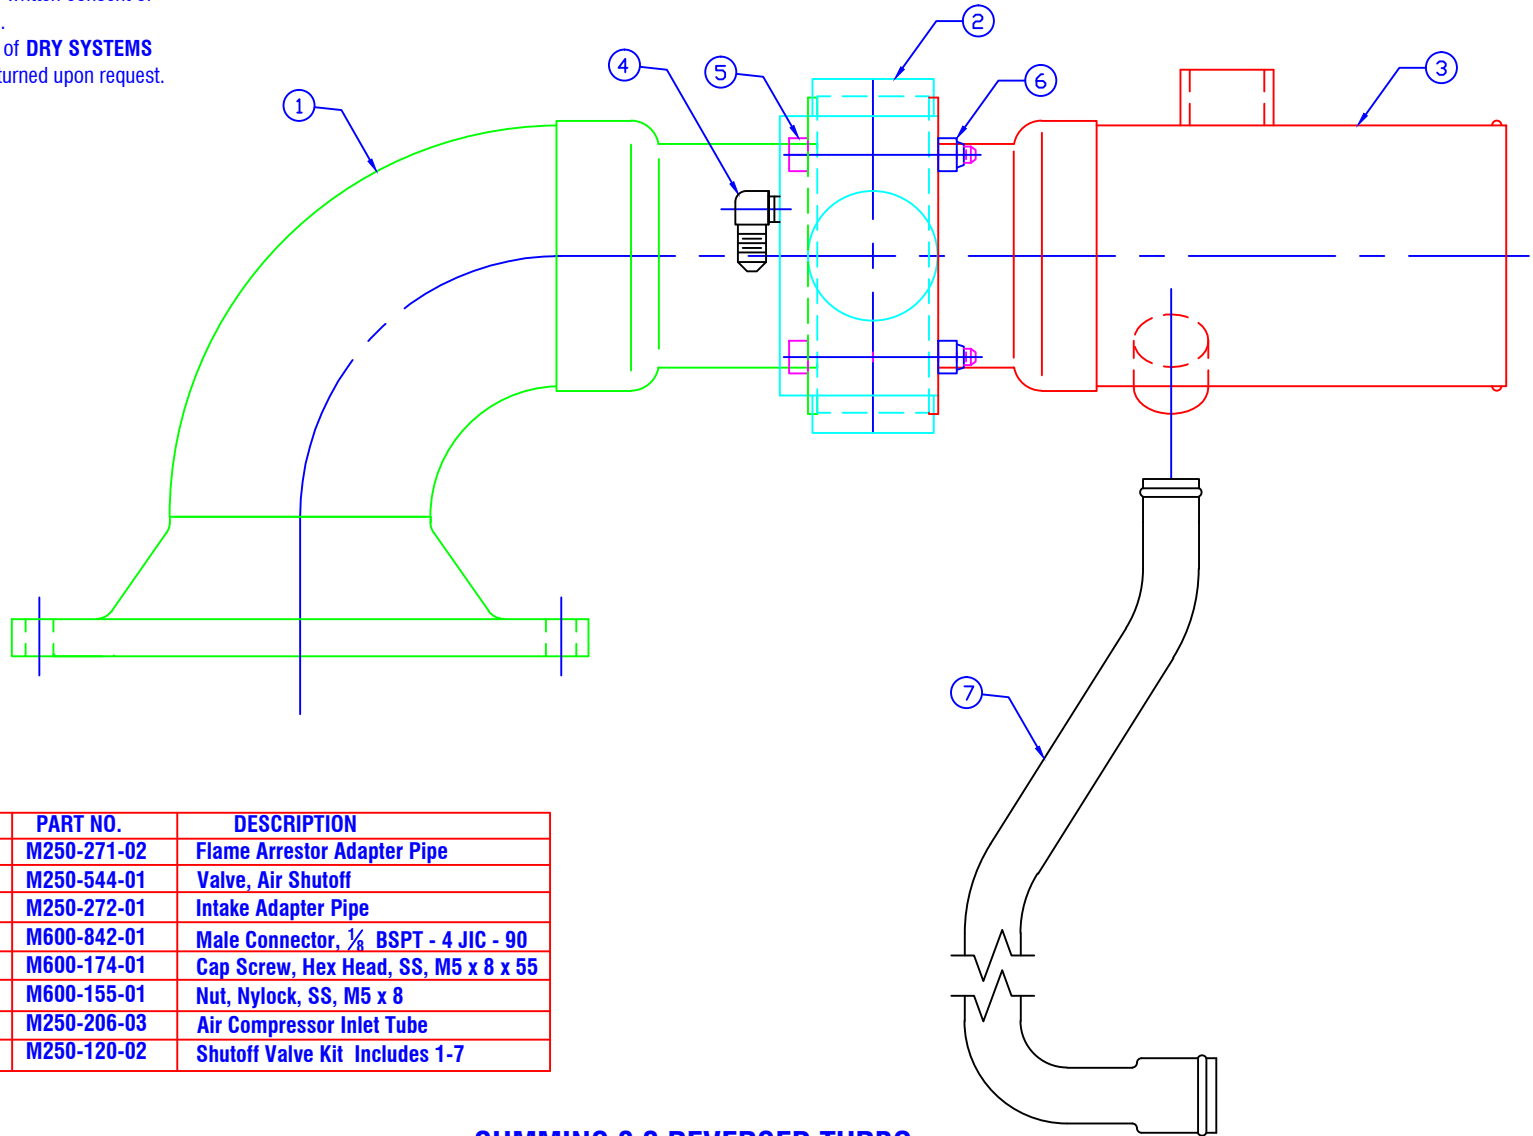 of DRY SYSTEMS
turned upon request.
1
4
5
2
6
3
7
PART NO. DESCRIPTION
M250-271-02 Flame Arrestor Adapter Pipe
M250-544-01 Valve, Air Shutoff
M250-272-01 Intake Adapter Pipe
M600-842-01 Male Connector, ⅛ BSPT - 4 JIC - 90
M600-174-01 Cap Screw, Hex Head, SS, M5 x 8 x 55
M600-155-01 Nut, Nylock, SS, M5 x 8
M250-206-03 Air Compressor Inlet Tube
M250-120-02 Shutoff Valve Kit Includes 1-7
REVERSED TURBO